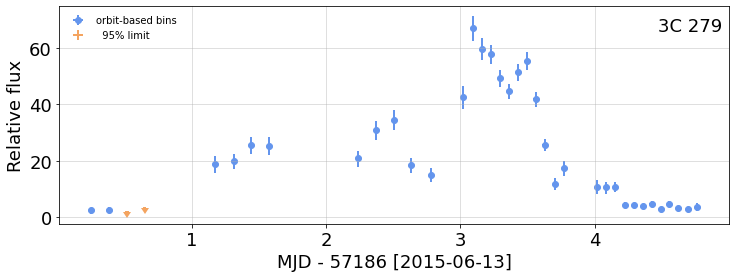 orbit-based bins
95% limit
3C 279
Relative flux
60
40
20
0
1
2
3
4
MJD - 57186 [2015-06-13]